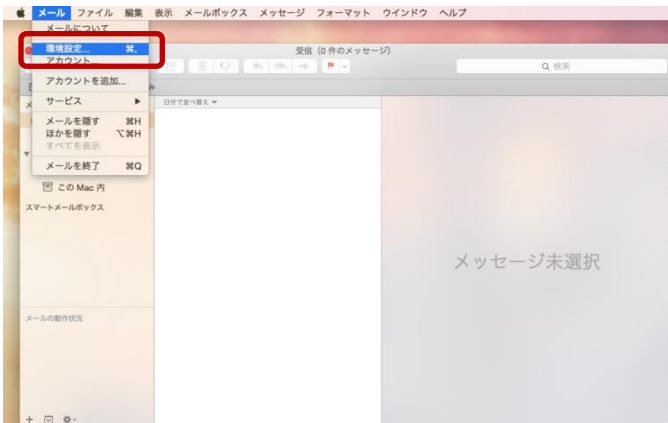 メール ファイル 編集 表示 メールボックス メッセージ フォーマット ウインドウ ヘルプ
メールについて
環境設定... ⌘,
アカウント...
アカウントを追加...
サービス ▶
メールを隠す ⌘H
ほかを隠す ⌥⌘H
すべてを表示
メールを終了 ⌘Q
受信 (0 件のメッセージ)
検索
日付で並べ替え
この Mac 内
スマートメールボックス
メッセージ未選択
メールの動作状況